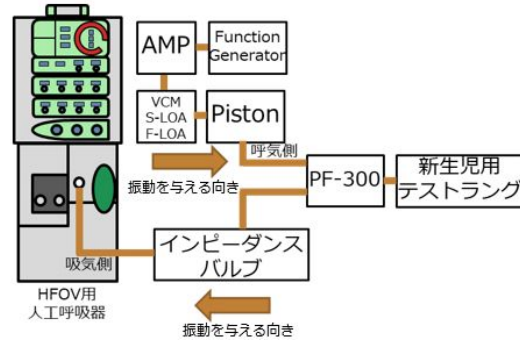 AMP
Function
Generator
VCM
S-LOA
F-LOA
Piston
呼気側
振動を与える向き
PF-300
新生児用
テストラング
インピーダンス
バルブ
吸気側
HFOV用
人工呼吸器
振動を与える向き